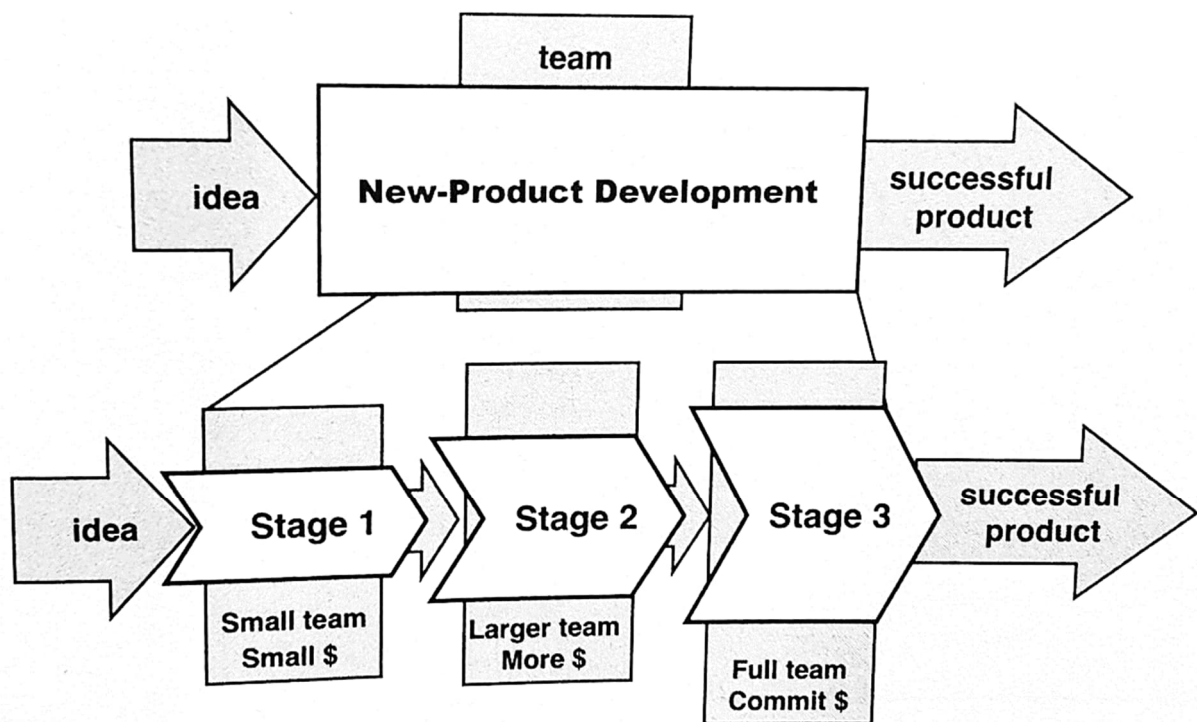 team
idea
New-Product Development
successful
product
idea
Stage 1
Stage 2
Stage 3
successful
product
Small team
Small $
Larger team
More $
Full team
Commit $